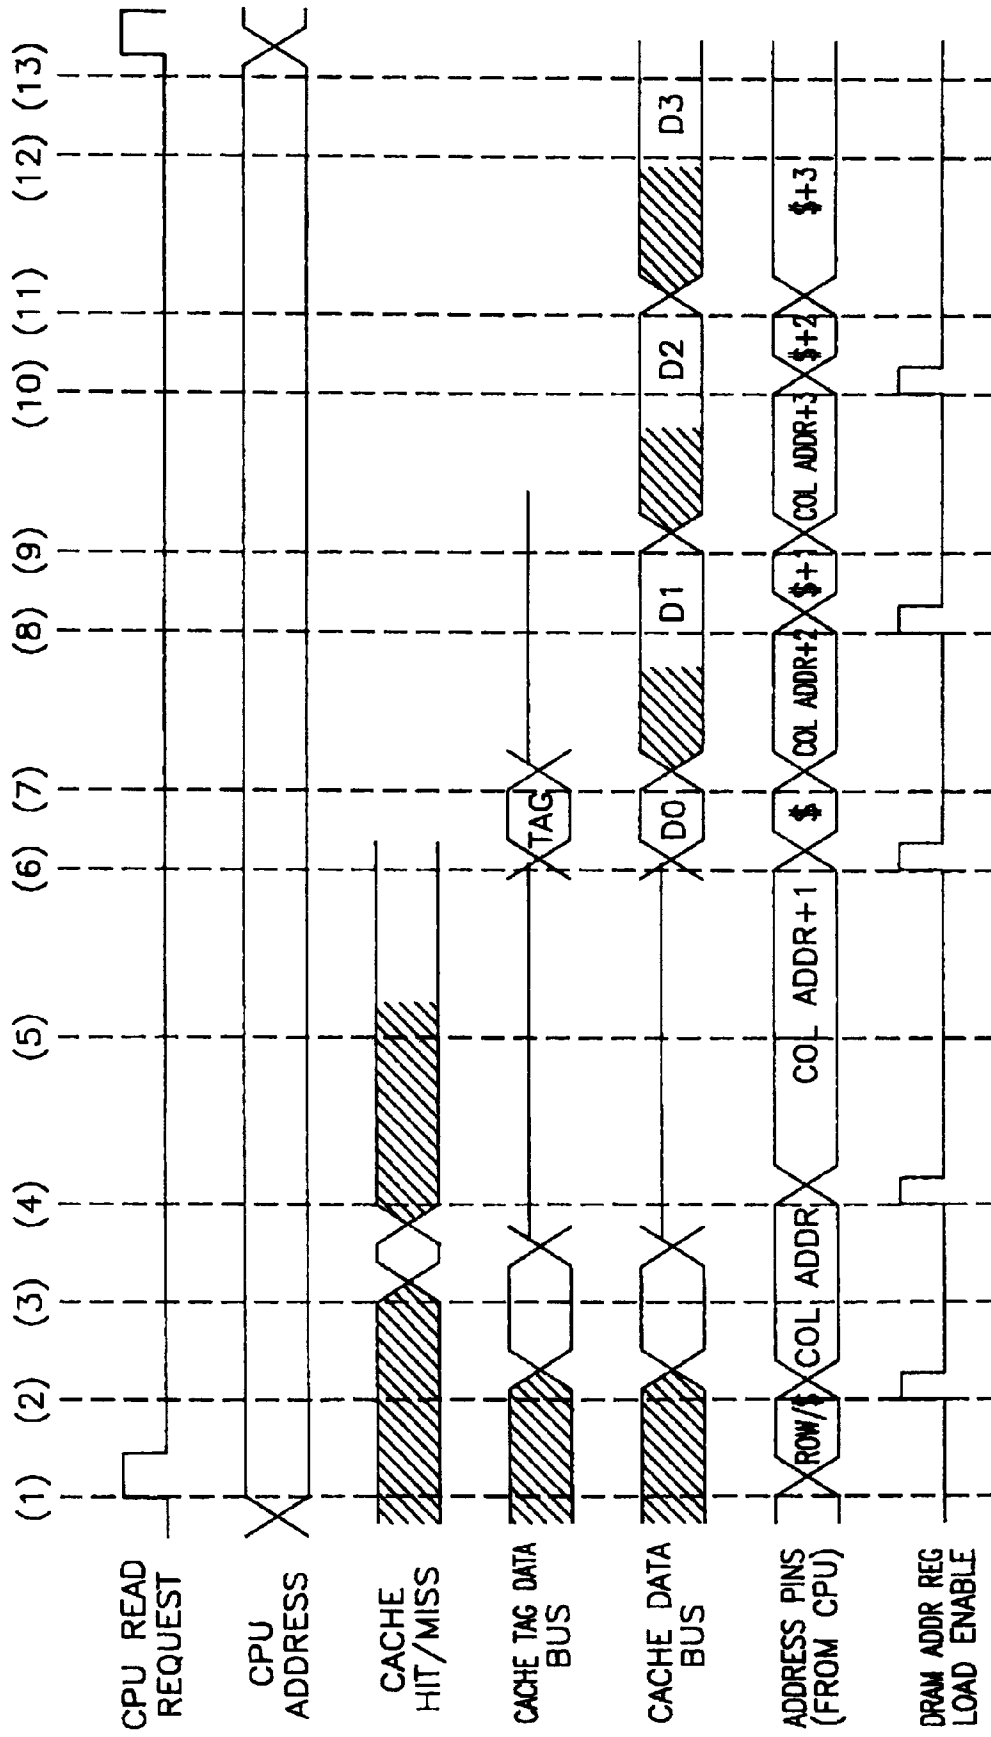 (1) (2) (3) (4) (5) (6) (7) (8) (9) (10) (11) (12) (13)
CPU READ
REQUEST
CPU
ADDRESS
CACHE
HIT/MISS
CACHE TAG DATA
BUS
TAG
CACHE DATA
BUS
D0 D1 D2 D3
ADDRESS PINS
(FROM CPU)
ROW/$ COL ADDR COL ADDR+1 $ COL ADDR+2 $+1 COL ADDR+3 $+2 $+3
DRAM ADDR REG
LOAD ENABLE